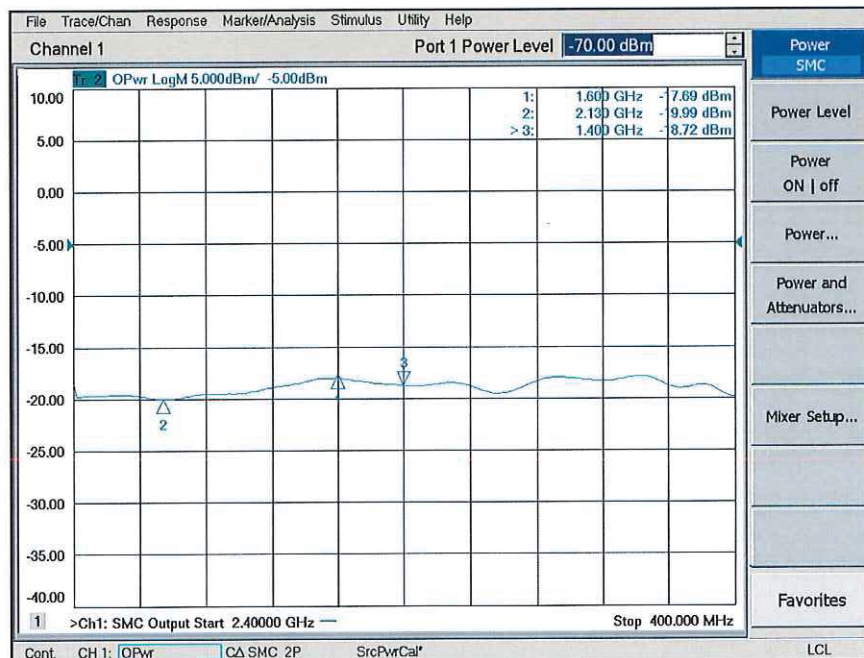 File Trace/Chan Response Marker/Analysis Stimulus Utility Help
Channel 1 Port 1 Power Level -70.00 dBm
Tr 2 OPwr LogM 5.000dBm/ -5.00dBm
1: 1.600 GHz -17.69 dBm
2: 2.130 GHz -19.99 dBm
> 3: 1.400 GHz -18.72 dBm
10.00
5.00
0.00
-5.00
-10.00
-15.00
-20.00
-25.00
-30.00
-35.00
-40.00
3
2
1 >Ch1: SMC Output Start 2.40000 GHz — Stop 400.000 MHz
Cont. CH 1: OPwr C∆ SMC 2P SrcPwrCal* LCL
Power
SMC
Power Level
Power
ON | off
Power...
Power and
Attenuators...
Mixer Setup...
Favorites